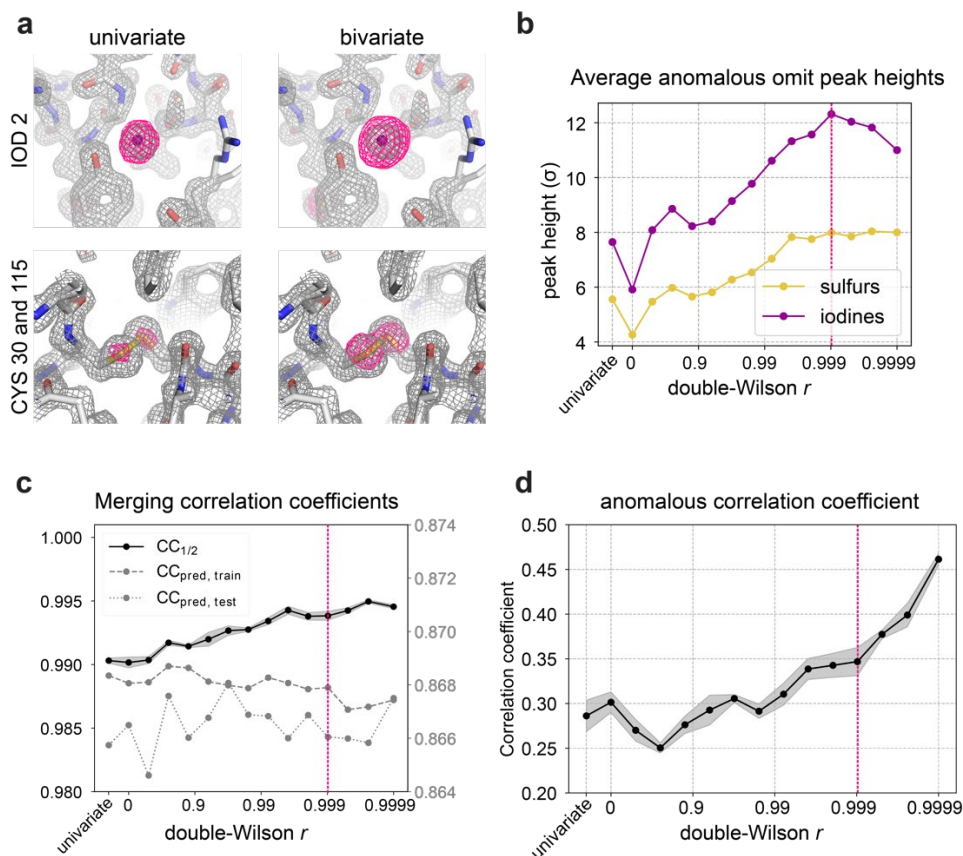 a
univariate
bivariate
IOD 2
CYS 30 and 115
b
Average anomalous omit peak heights
12
10
8
6
4
peak height (σ)
sulfurs
iodines
univariate
0
0.9
0.99
0.999
0.9999
double-Wilson r
c
Merging correlation coefficients
1.000
0.995
0.990
0.985
0.980
CC1/2
CCpred, train
CCpred, test
0.874
0.872
0.870
0.868
0.866
0.864
univariate
0
0.9
0.99
0.999
0.9999
double-Wilson r
d
anomalous correlation coefficient
0.50
0.45
0.40
0.35
0.30
0.25
0.20
Correlation coefficient
univariate
0
0.9
0.99
0.999
0.9999
double-Wilson r